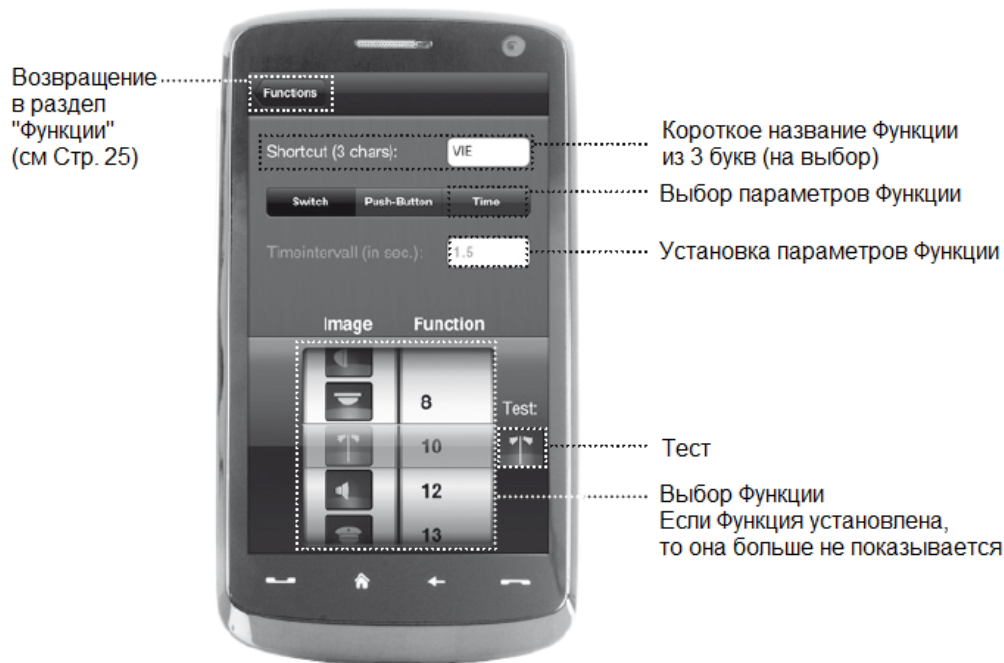 Возвращение
в раздел
"Функции"
(см Стр. 25)
Functions
Shortcut (3 chars):
VIE
Короткое название Функции
из 3 букв (на выбор)
Switch
Push-Button
Time
Выбор параметров Функции
Timeintervall (in sec.):
1.5
Установка параметров Функции
Image
Function
8
Test:
10
Тест
12
13
Выбор Функции
Если Функция установлена,
то она больше не показывается